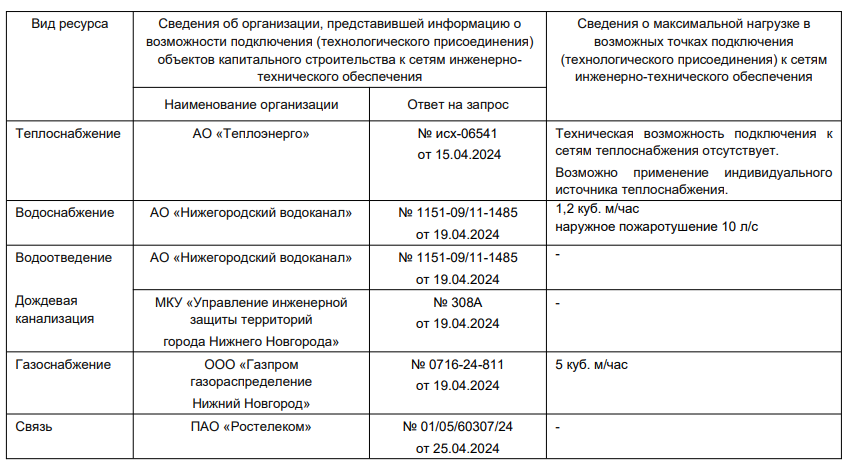 Вид ресурса
Сведения об организации, представившей информацию о
возможности подключения (технологического присоединения)
объектов капитального строительства к сетям инженерно-
технического обеспечения
Сведения о максимальной нагрузке в
возможных точках подключения
(технологического присоединения) к сетям
инженерно-технического обеспечения
Наименование организации
Ответ на запрос
Теплоснабжение
АО «Теплоэнерго»
№ исх-06541
от 15.04.2024
Техническая возможность подключения к
сетям теплоснабжения отсутствует.
Возможно применение индивидуального
источника теплоснабжения.
Водоснабжение
АО «Нижегородский водоканал»
№ 1151-09/11-1485
от 19.04.2024
1,2 куб. м/час
наружное пожаротушение 10 л/с
Водоотведение
АО «Нижегородский водоканал»
№ 1151-09/11-1485
от 19.04.2024
-
Дождевая
канализация
МКУ «Управление инженерной
защиты территорий
города Нижнего Новгорода»
№ 308А
от 19.04.2024
-
Газоснабжение
ООО «Газпром
газораспределение
Нижний Новгород»
№ 0716-24-811
от 19.04.2024
5 куб. м/час
Связь
ПАО «Ростелеком»
№ 01/05/60307/24
от 25.04.2024
-